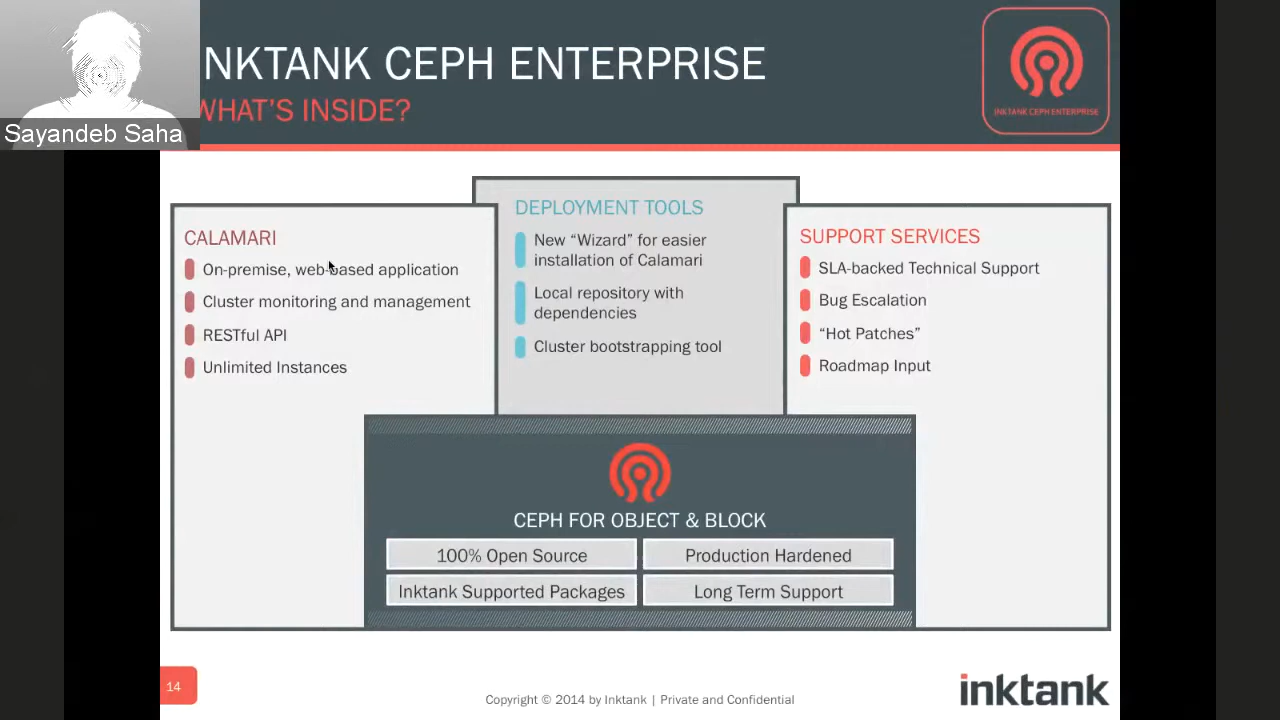 NKTANK CEPH ENTERPRISE
WHAT'S INSIDE?
INKTANK CEPH ENTERPRISE
Sayandeb Saha
CALAMARI
On-premise, web-based application
Cluster monitoring and management
RESTful API
Unlimited Instances
DEPLOYMENT TOOLS
New “Wizard” for easier
installation of Calamari
Local repository with
dependencies
Cluster bootstrapping tool
SUPPORT SERVICES
SLA-backed Technical Support
Bug Escalation
“Hot Patches”
Roadmap Input
CEPH FOR OBJECT & BLOCK
100% Open Source
Production Hardened
Inktank Supported Packages
Long Term Support
14
Copyright © 2014 by Inktank | Private and Confidential
inktank